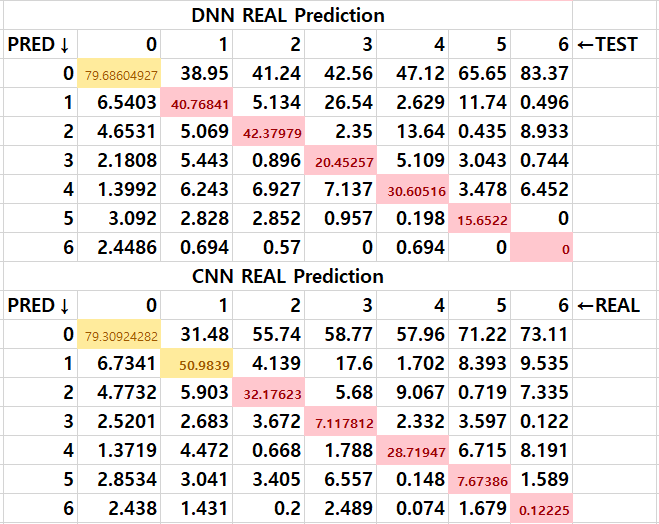 DNN REAL Prediction
PRED↓ 0 1 2 3 4 5 6 ←TEST
0 79.68604927 38.95 41.24 42.56 47.12 65.65 83.37
1 6.5403 40.76841 5.134 26.54 2.629 11.74 0.496
2 4.6531 5.069 42.37979 2.35 13.64 0.435 8.933
3 2.1808 5.443 0.896 20.45257 5.109 3.043 0.744
4 1.3992 6.243 6.927 7.137 30.60516 3.478 6.452
5 3.092 2.828 2.852 0.957 0.198 15.6522 0
6 2.4486 0.694 0.57 0 0.694 0 0
CNN REAL Prediction
PRED↓ 0 1 2 3 4 5 6 ←REAL
0 79.30924282 31.48 55.74 58.77 57.96 71.22 73.11
1 6.7341 50.9839 4.139 17.6 1.702 8.393 9.535
2 4.7732 5.903 32.17623 5.68 9.067 0.719 7.335
3 2.5201 2.683 3.672 7.117812 2.332 3.597 0.122
4 1.3719 4.472 0.668 1.788 28.71947 6.715 8.191
5 2.8534 3.041 3.405 6.557 0.148 7.67386 1.589
6 2.438 1.431 0.2 2.489 0.074 1.679 0.12225